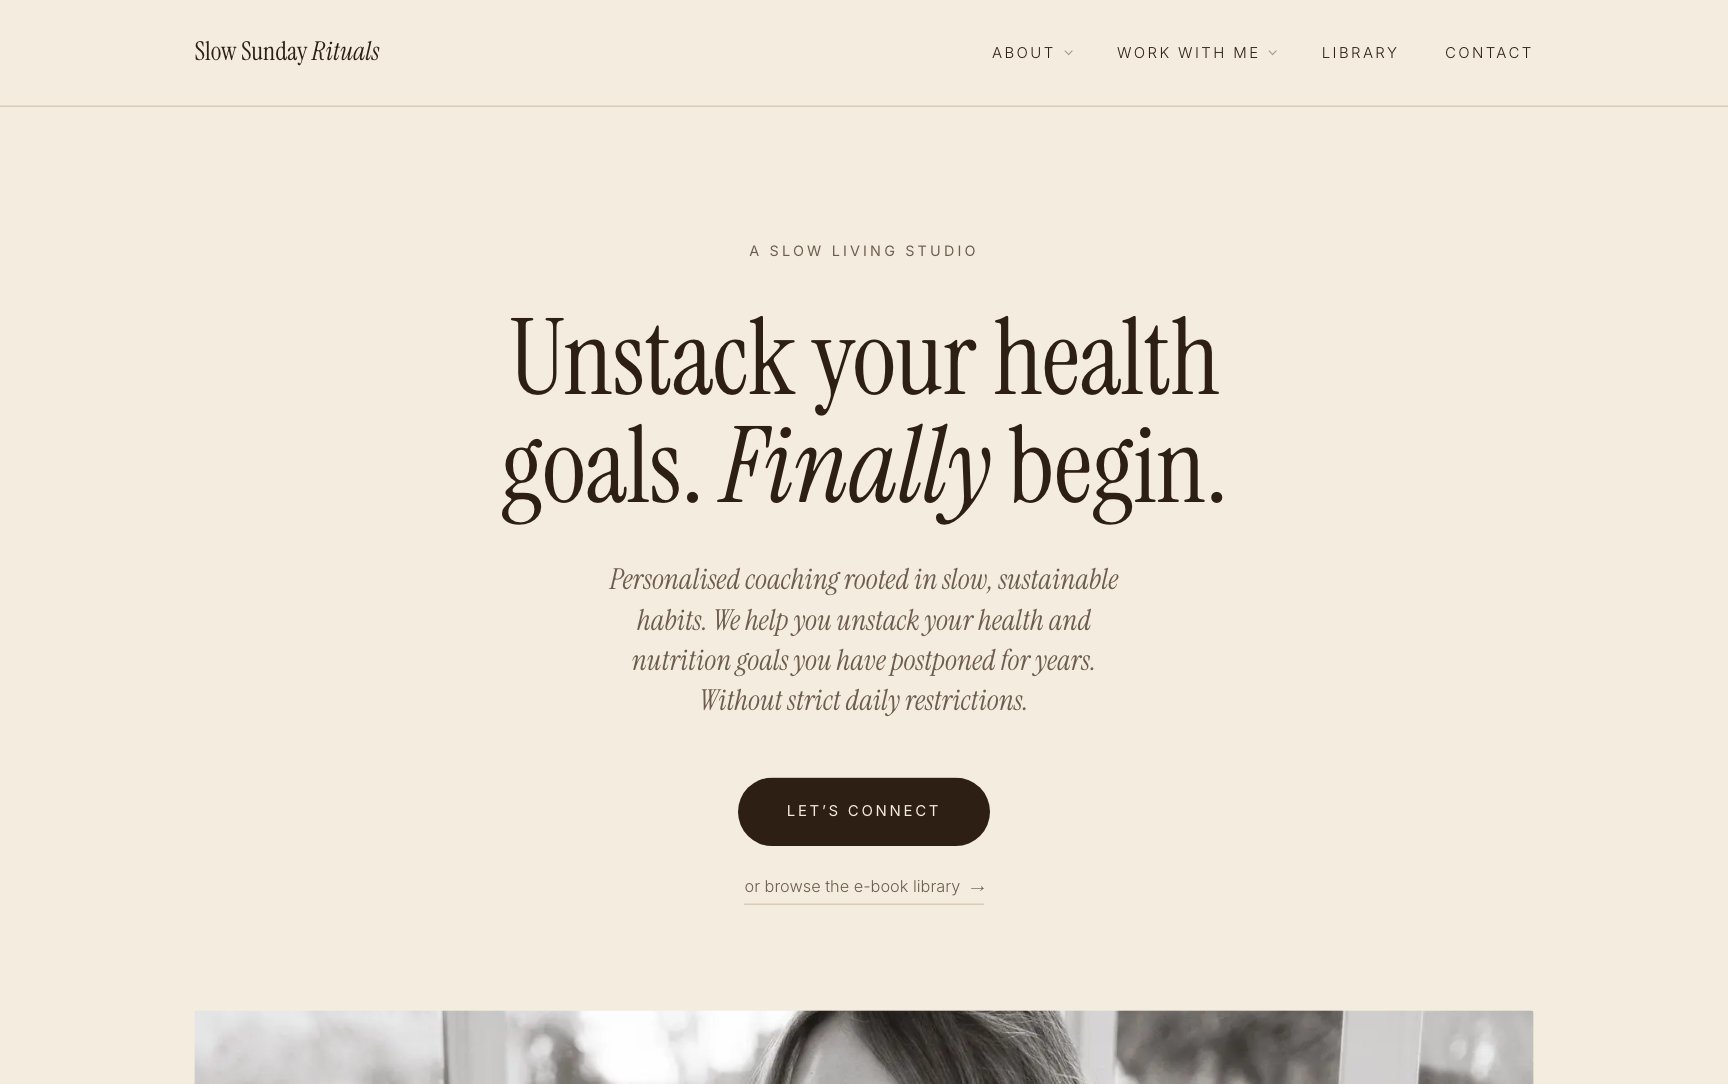 Slow Sunday Rituals
ABOUT
WORK WITH ME
LIBRARY
CONTACT
A SLOW LIVING STUDIO
Unstack your health
goals. Finally begin.
Personalised coaching rooted in slow, sustainable
habits. We help you unstack your health and
nutrition goals you have postponed for years.
Without strict daily restrictions.
LET’S CONNECT
or browse the e-book library →